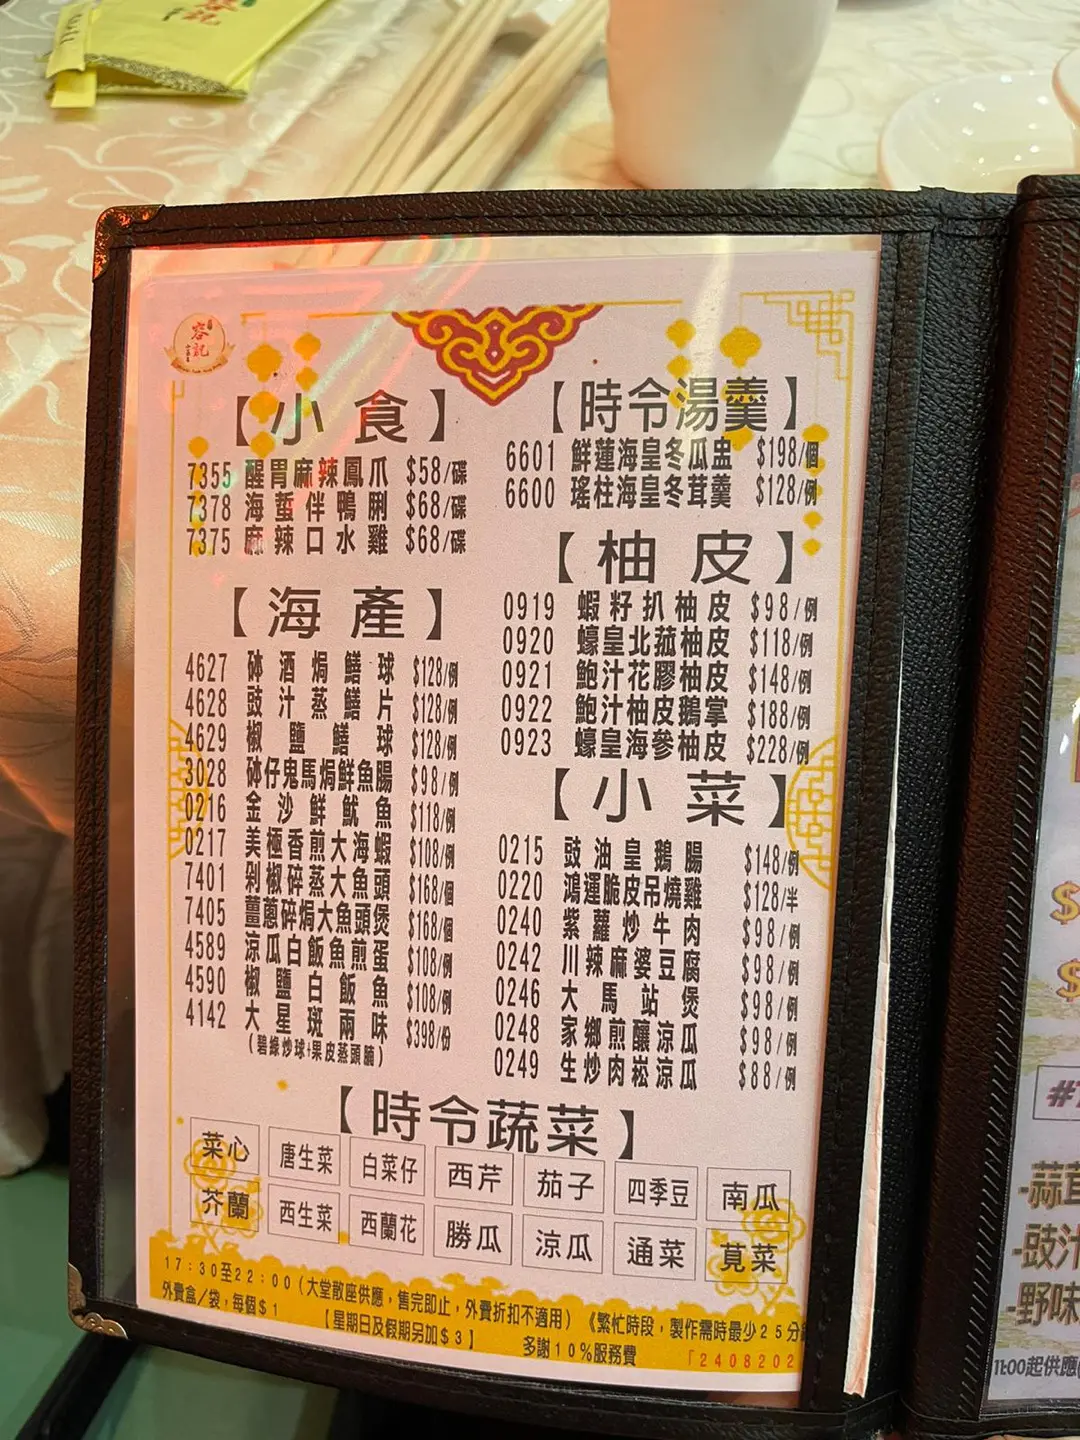 容記
【小食】
7355 醒胃麻辣鳳爪 $58/碟
7378 海蜇伴鴨脷 $68/碟
7375 麻辣口水雞 $68/碟
【海產】
4627 砵酒焗鱔球 $128/例
4628 豉汁蒸鱔片 $128/例
4629 椒鹽鱔球 $128/例
3028 砵仔鬼馬焗鮮魚腸 $98/例
0216 金沙鮮魷魚 $118/例
0217 美極香煎大海蝦 $108/例
7401 剁椒碎蒸大魚頭 $168/個
7405 薑蔥碎焗大魚頭煲 $168/個
4589 涼瓜白飯魚煎蛋 $108/例
4590 椒鹽白飯魚 $108/例
4142 大星斑兩味 $398/份
(碧綠炒球+果皮蒸頭腩)
【時令湯羹】
6601 鮮蓮海皇冬瓜盅 $198/個
6600 瑤柱海皇冬茸羹 $128/例
【柚皮】
0919 蝦籽扒柚皮 $98/例
0920 蠔皇北菰柚皮 $118/例
0921 鮑汁花膠柚皮 $148/例
0922 鮑汁柚皮鵝掌 $188/例
0923 蠔皇海參柚皮 $228/例
【小菜】
0215 豉油皇鵝腸 $148/例
0220 鴻運脆皮吊燒雞 $128/半
0240 紫蘿炒牛肉 $98/例
0242 川辣麻婆豆腐 $98/例
0246 大馬站煲 $98/例
0248 家鄉煎釀涼瓜 $98/例
0249 生炒肉崧涼瓜 $88/例
【時令蔬菜】
菜心 唐生菜 白菜仔 西芹 茄子 四季豆 南瓜
芥蘭 西生菜 西蘭花 勝瓜 涼瓜 通菜 莧菜
17:30至22:00(大堂散座供應，售完即止，外賣折扣不適用)《繁忙時段，製作需時最少25分
外賣盒/袋，每個$1 【星期日及假期另加$3】 多謝10%服務費 「2408202
-豉汁
-野味
11:00起供應